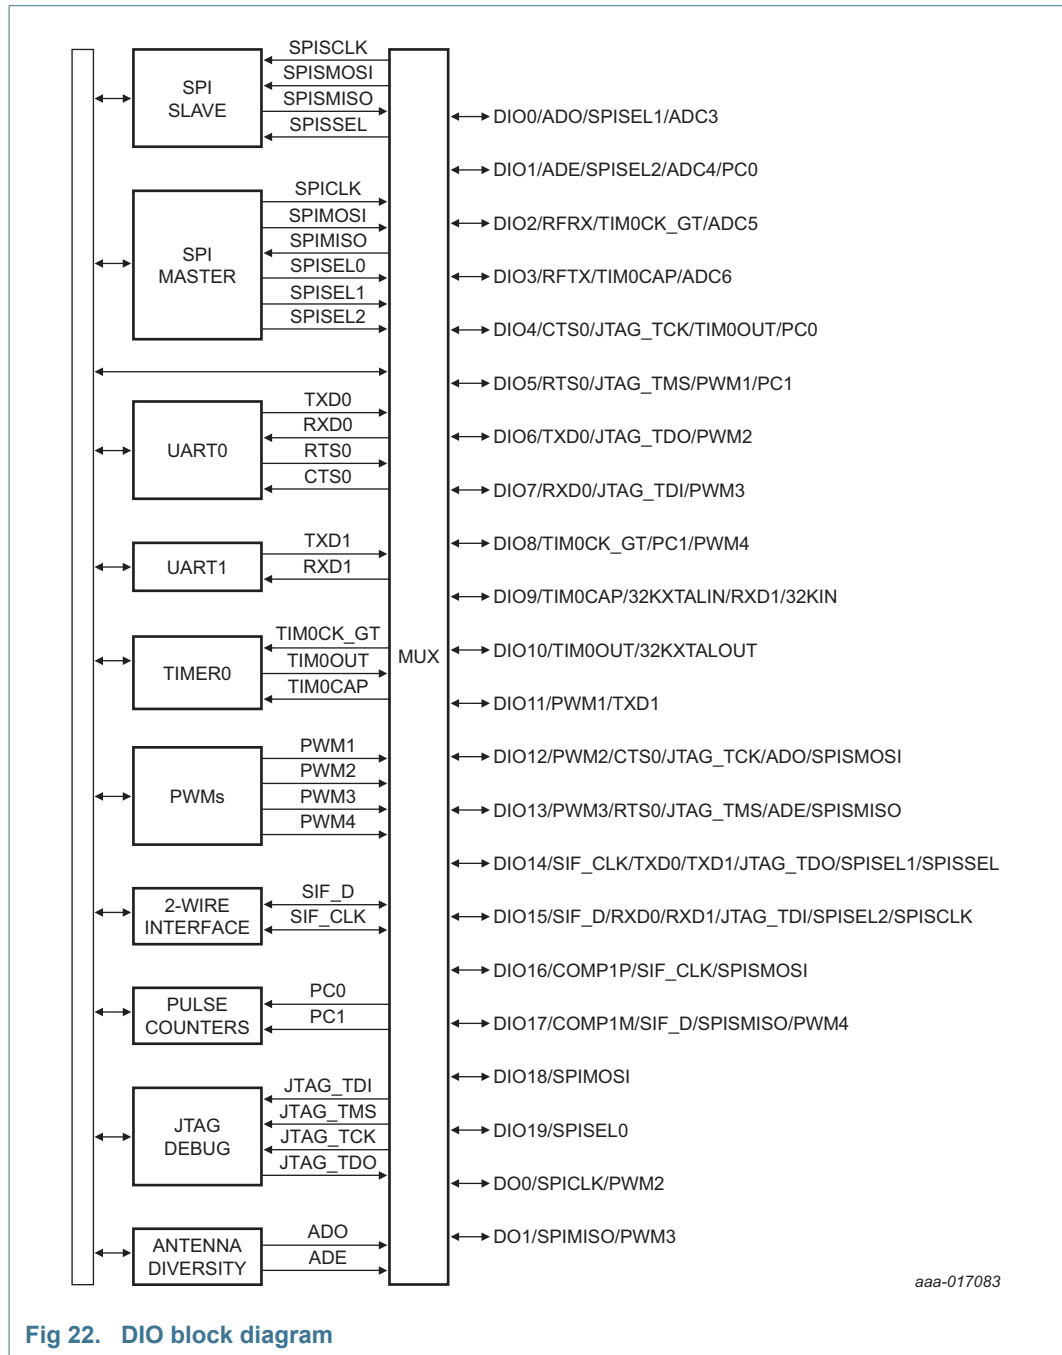 SPISCLK
SPISMOSI
SPISMISO
SPISSEL
SPI
SLAVE
SPICLK
SPIMOSI
SPIMISO
SPISEL0
SPISEL1
SPISEL2
SPI
MASTER
TXD0
RXD0
RTS0
CTS0
UART0
TXD1
RXD1
UART1
TIM0CK_GT
TIM0OUT
TIM0CAP
TIMER0
PWM1
PWM2
PWM3
PWM4
PWMs
SIF_D
SIF_CLK
2-WIRE
INTERFACE
PC0
PC1
PULSE
COUNTERS
JTAG_TDI
JTAG_TMS
JTAG_TCK
JTAG_TDO
JTAG
DEBUG
ADO
ADE
ANTENNA
DIVERSITY
MUX
DIO0/ADO/SPISEL1/ADC3
DIO1/ADE/SPISEL2/ADC4/PC0
DIO2/RFRX/TIM0CK_GT/ADC5
DIO3/RFTX/TIM0CAP/ADC6
DIO4/CTS0/JTAG_TCK/TIM0OUT/PC0
DIO5/RTS0/JTAG_TMS/PWM1/PC1
DIO6/TXD0/JTAG_TDO/PWM2
DIO7/RXD0/JTAG_TDI/PWM3
DIO8/TIM0CK_GT/PC1/PWM4
DIO9/TIM0CAP/32KXTALIN/RXD1/32KIN
DIO10/TIM0OUT/32KXTALOUT
DIO11/PWM1/TXD1
DIO12/PWM2/CTS0/JTAG_TCK/ADO/SPISMOSI
DIO13/PWM3/RTS0/JTAG_TMS/ADE/SPISMISO
DIO14/SIF_CLK/TXD0/TXD1/JTAG_TDO/SPISEL1/SPISSEL
DIO15/SIF_D/RXD0/RXD1/JTAG_TDI/SPISEL2/SPISCLK
DIO16/COMP1P/SIF_CLK/SPISMOSI
DIO17/COMP1M/SIF_D/SPISMISO/PWM4
DIO18/SPIMOSI
DIO19/SPISEL0
DO0/SPICLK/PWM2
DO1/SPIMISO/PWM3
aaa-017083
Fig 22. DIO block diagram